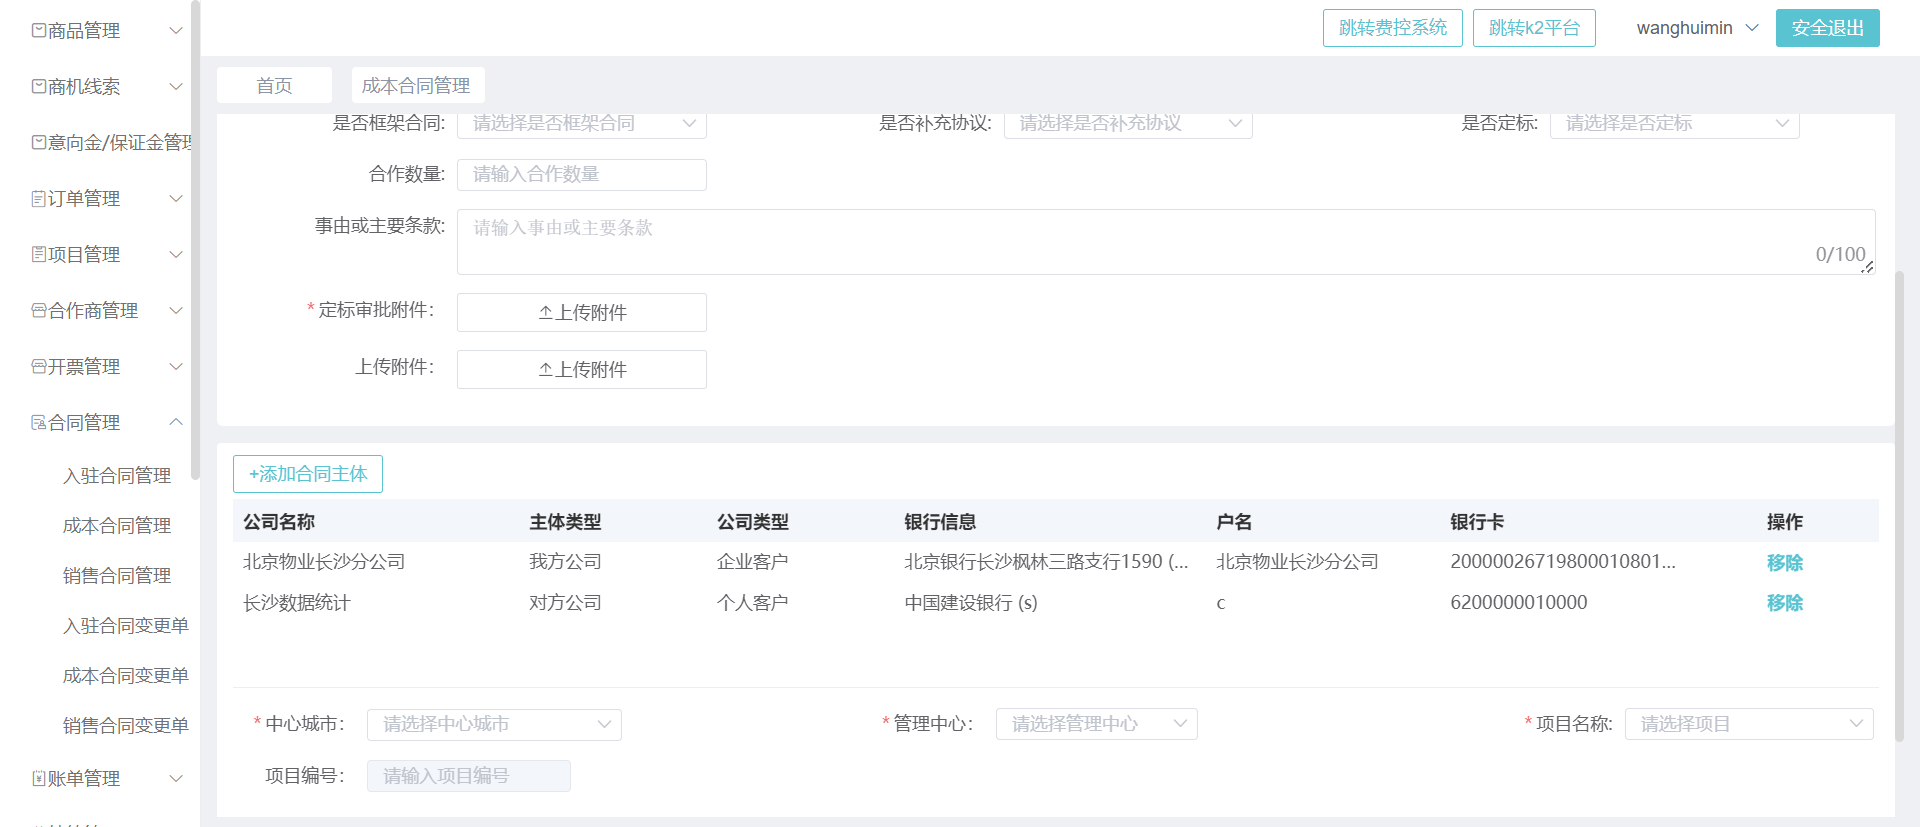 跳转费控系统 跳转k2平台 wanghuimin 安全退出
首页 成本合同管理
商品管理
商机线索
意向金/保证金管理
订单管理
项目管理
合作商管理
开票管理
合同管理
入驻合同管理
成本合同管理
销售合同管理
入驻合同变更单
成本合同变更单
销售合同变更单
账单管理
是否框架合同: 请选择是否框架合同 是否补充协议: 请选择是否补充协议 是否定标: 请选择是否定标
合作数量: 请输入合作数量
事由或主要条款: 请输入事由或主要条款
0/100
* 定标审批附件： 上传附件
上传附件： 上传附件
+添加合同主体
公司名称 主体类型 公司类型 银行信息 户名 银行卡 操作
北京物业长沙分公司 我方公司 企业客户 北京银行长沙枫林三路支行1590 (... 北京物业长沙分公司 20000026719800010801... 移除
长沙数据统计 对方公司 个人客户 中国建设银行 (s) c 6200000010000 移除
* 中心城市： 请选择中心城市 * 管理中心： 请选择管理中心 * 项目名称: 请选择项目
项目编号： 请输入项目编号